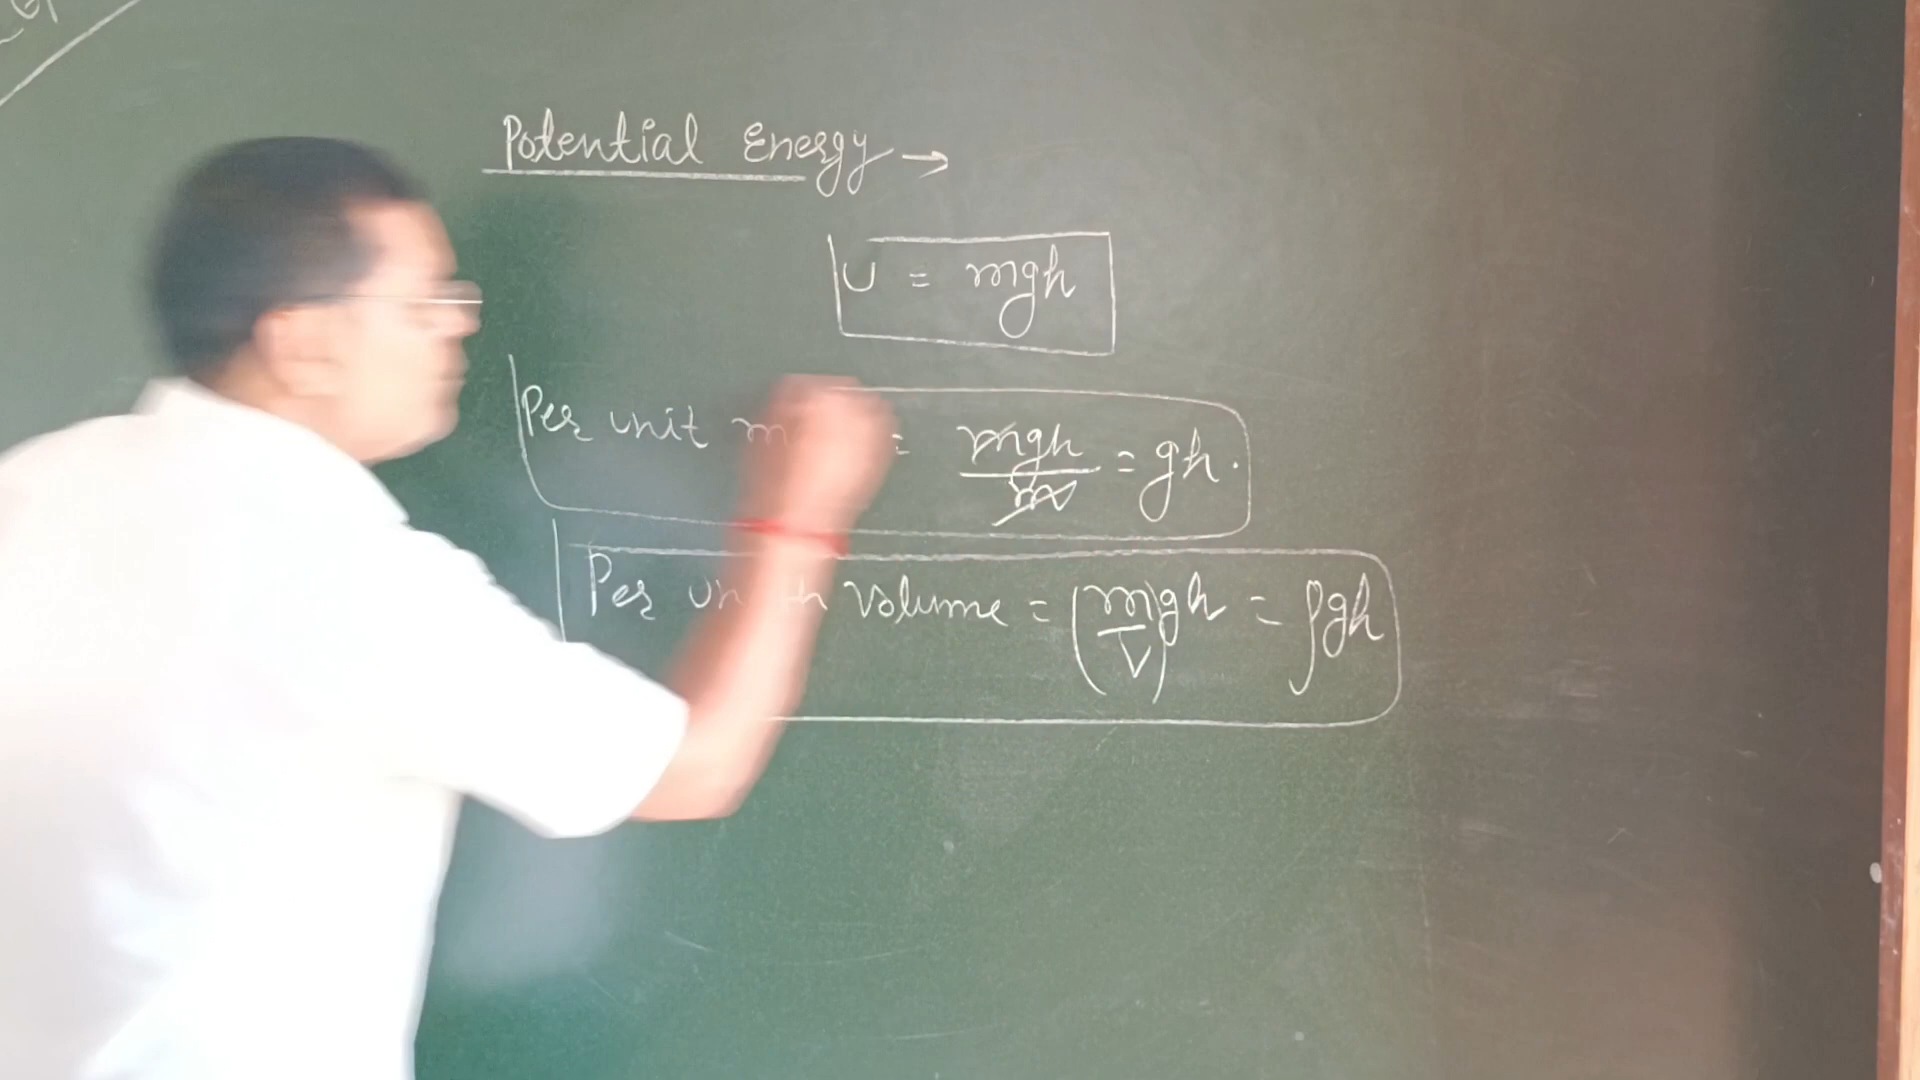 Potential Energy →
U = mgh
Per unit = mgh/m = gh.
Per volume = (m/V)gh = ρgh